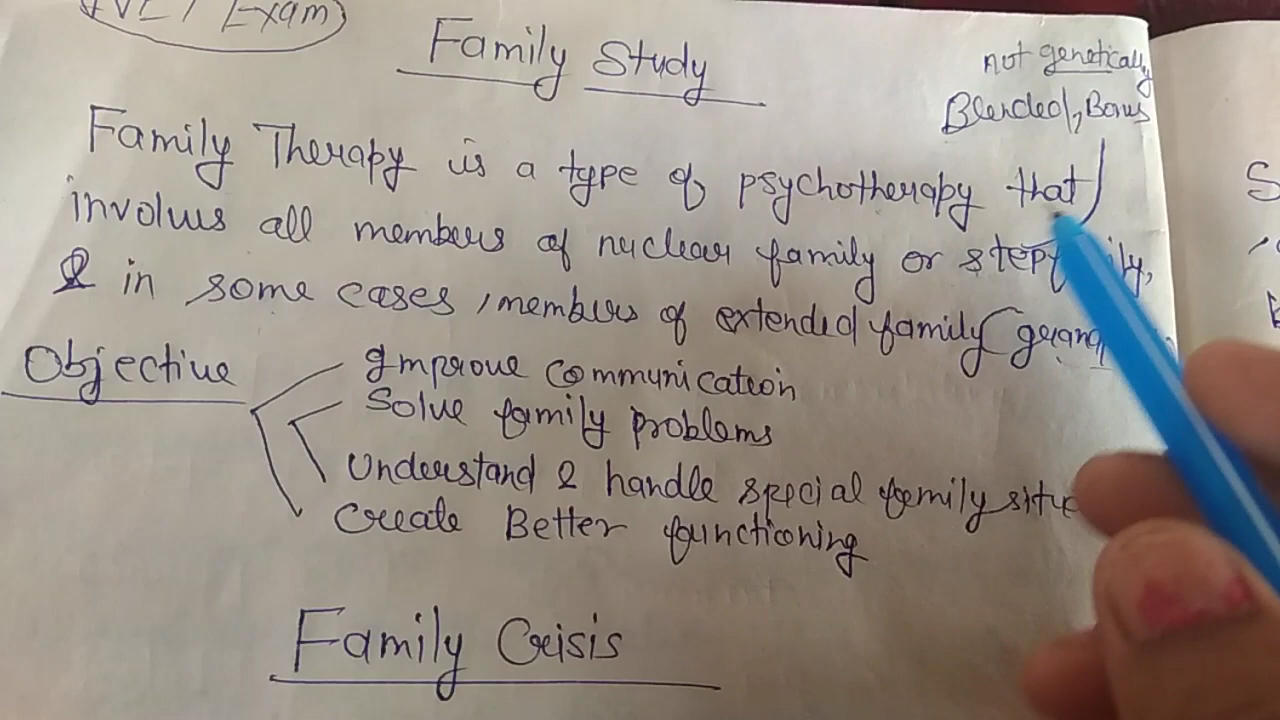 Exam)
Family Study
not genetically
Blended, Bonus
Family Therapy is a type of psychotherapy that
involves all members of nuclear family or
& in some cases, members of extended family
Objective
Improve communication
Solve family problems
Understand & handle special family
Create Better functioning
Family Crisis